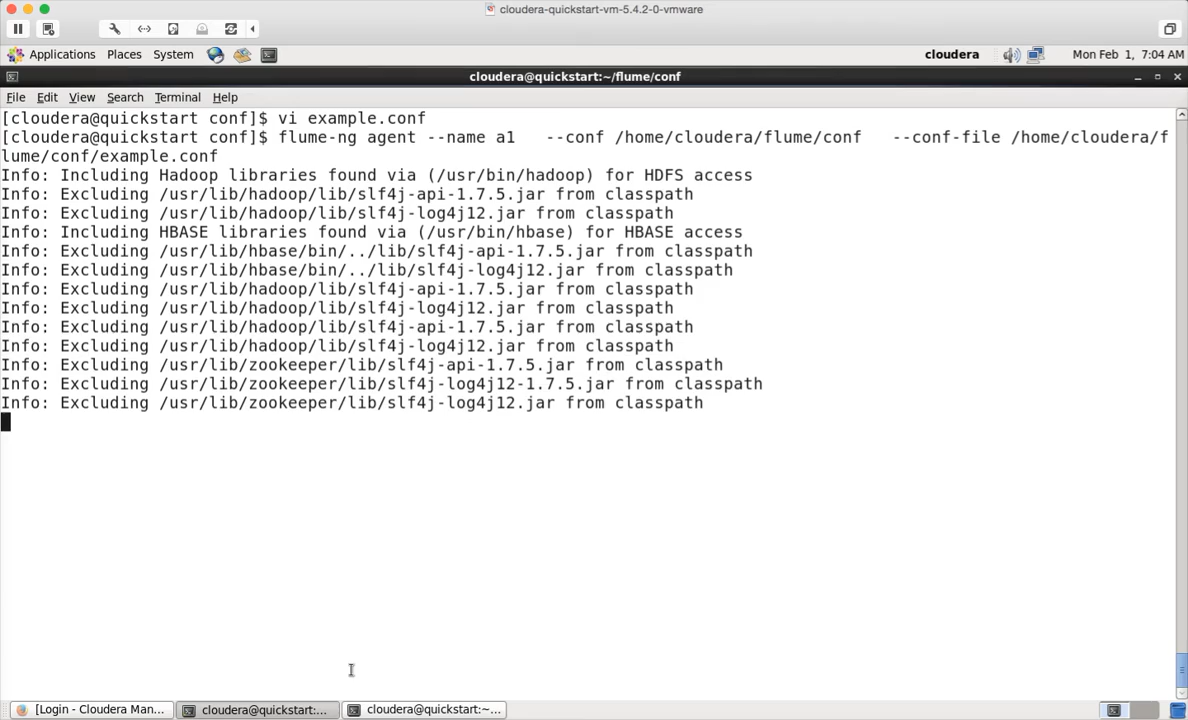 cloudera-quickstart-vm-5.4.2-0-vmware
Applications Places System cloudera Mon Feb 1, 7:04 AM
cloudera@quickstart:~/flume/conf
File Edit View Search Terminal Help
[cloudera@quickstart conf]$ vi example.conf
[cloudera@quickstart conf]$ flume-ng agent --name a1   --conf /home/cloudera/flume/conf   --conf-file /home/cloudera/f
lume/conf/example.conf
Info: Including Hadoop libraries found via (/usr/bin/hadoop) for HDFS access
Info: Excluding /usr/lib/hadoop/lib/slf4j-api-1.7.5.jar from classpath
Info: Excluding /usr/lib/hadoop/lib/slf4j-log4j12.jar from classpath
Info: Including HBASE libraries found via (/usr/bin/hbase) for HBASE access
Info: Excluding /usr/lib/hbase/bin/../lib/slf4j-api-1.7.5.jar from classpath
Info: Excluding /usr/lib/hbase/bin/../lib/slf4j-log4j12.jar from classpath
Info: Excluding /usr/lib/hadoop/lib/slf4j-api-1.7.5.jar from classpath
Info: Excluding /usr/lib/hadoop/lib/slf4j-log4j12.jar from classpath
Info: Excluding /usr/lib/hadoop/lib/slf4j-api-1.7.5.jar from classpath
Info: Excluding /usr/lib/hadoop/lib/slf4j-log4j12.jar from classpath
Info: Excluding /usr/lib/zookeeper/lib/slf4j-api-1.7.5.jar from classpath
Info: Excluding /usr/lib/zookeeper/lib/slf4j-log4j12-1.7.5.jar from classpath
Info: Excluding /usr/lib/zookeeper/lib/slf4j-log4j12.jar from classpath
[Login - Cloudera Man... cloudera@quickstart:... cloudera@quickstart:~...